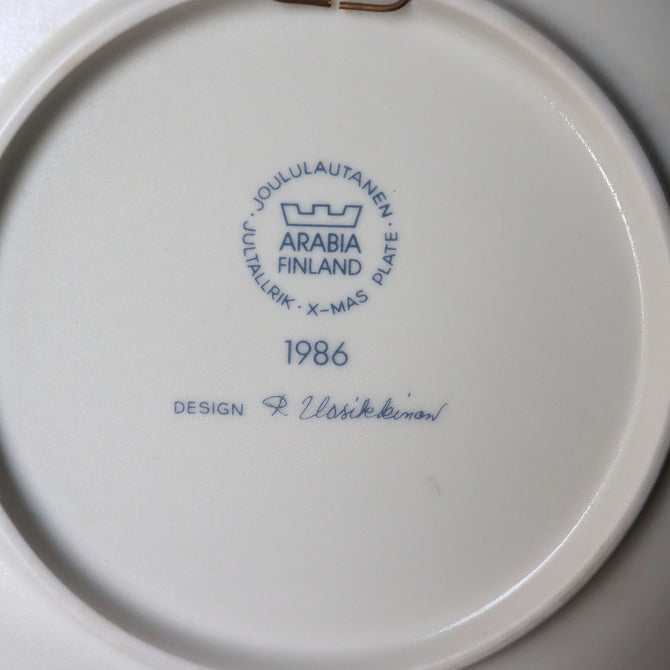 JOULULAUTANEN · JULTALLRIK · X-MAS PLATE ·
ARABIA
FINLAND
1986
DESIGN R Uosikkinen